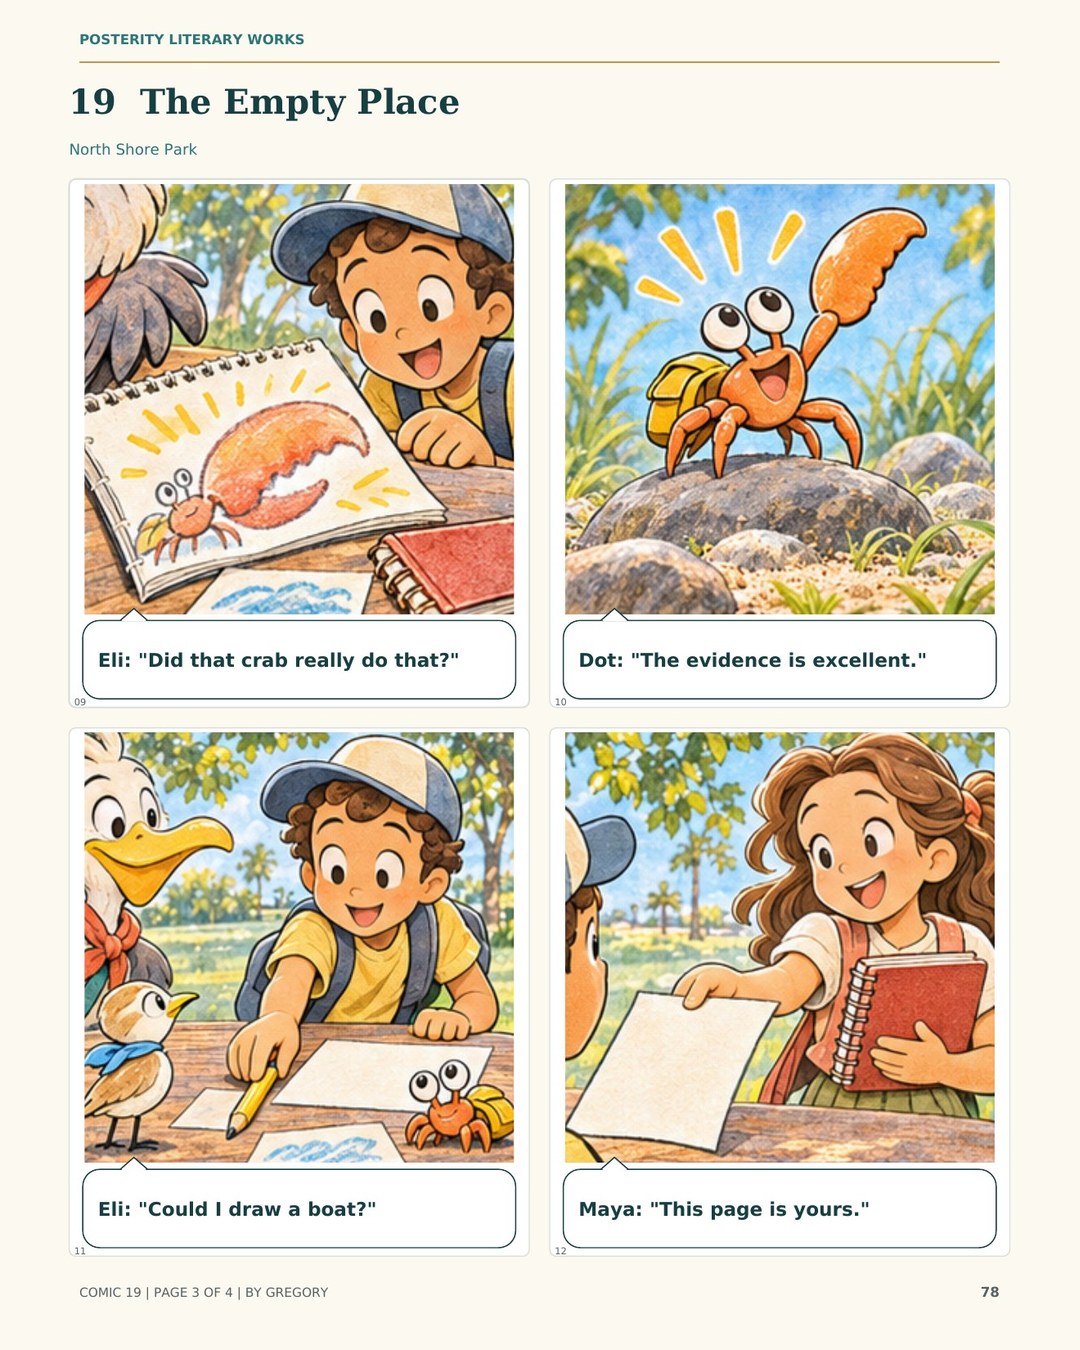 POSTERITY LITERARY WORKS
19 The Empty Place
North Shore Park
Eli: "Did that crab really do that?"
09
Dot: "The evidence is excellent."
10
Eli: "Could I draw a boat?"
11
Maya: "This page is yours."
12
COMIC 19 | PAGE 3 OF 4 | BY GREGORY
78